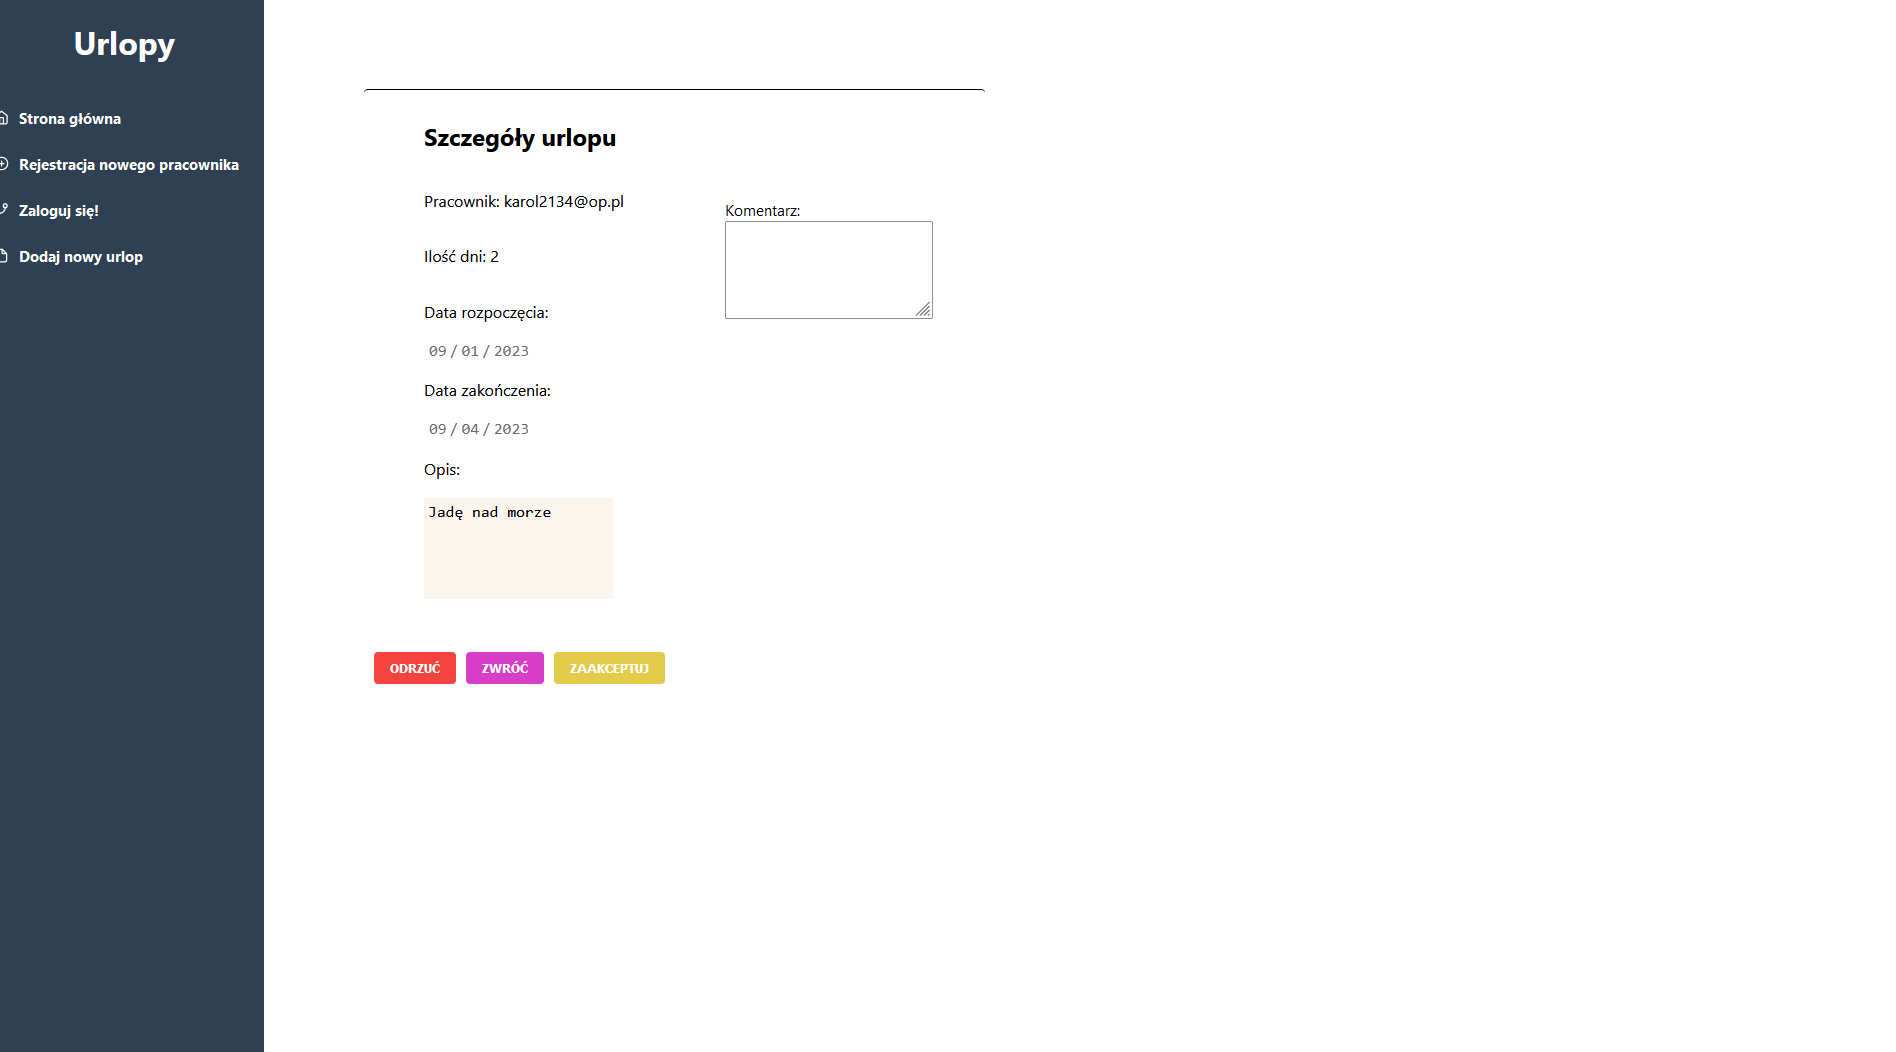 Urlopy
Strona główna
Rejestracja nowego pracownika
Zaloguj się!
Dodaj nowy urlop
Szczegóły urlopu
Pracownik: karol2134@op.pl
Ilość dni: 2
Data rozpoczęcia:
09 / 01 / 2023
Data zakończenia:
09 / 04 / 2023
Opis:
Jadę nad morze
Komentarz:
ODRZUĆ
ZWRÓĆ
ZAAKCEPTUJ